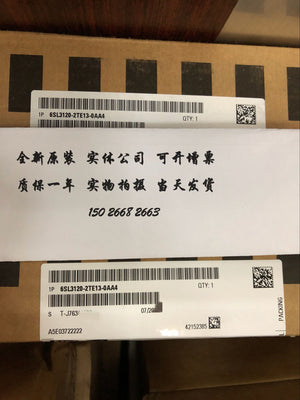 1P 6SL3120-2TE13-0AA4
QTY: 1
全新原装 实体公司 可开增票
质保一年 实物拍摄 当天发货
150 2668 2663
1P 6SL3120-2TE13-0AA4
QTY: 1
S T-J763
07/20
A5E03722222
42152385
PACKING